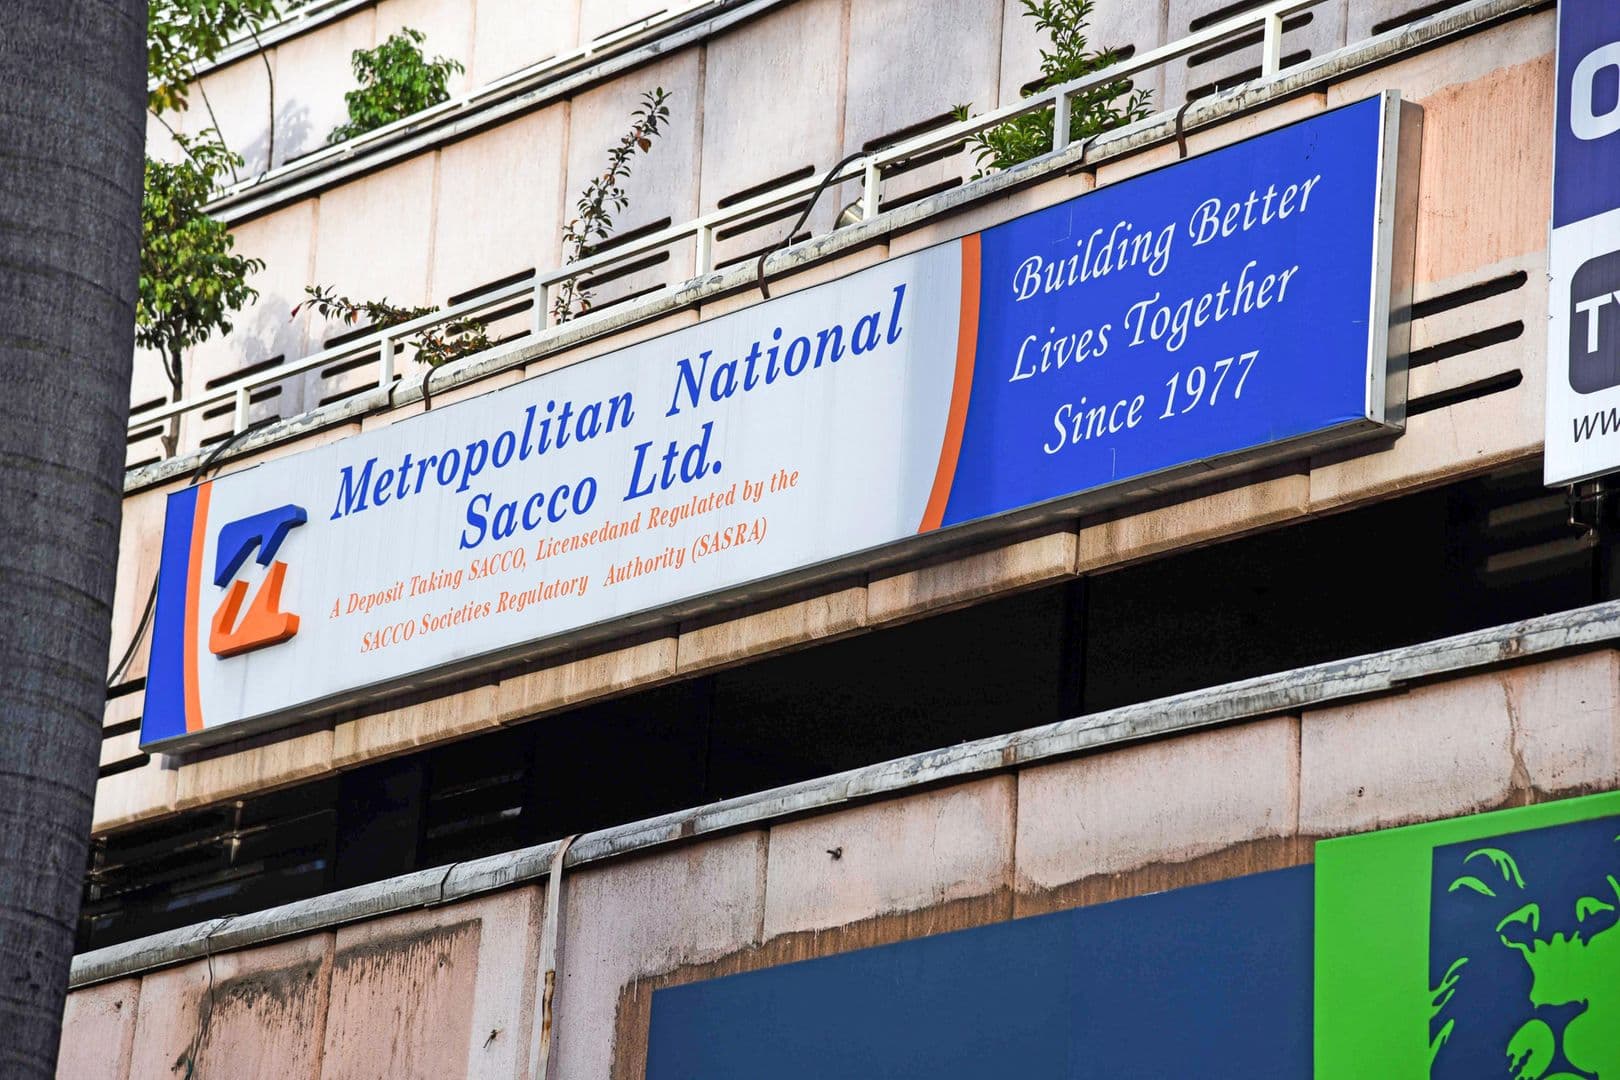 Metropolitan National
Sacco Ltd.
A Deposit Taking SACCO, Licensedand Regulated by the
SACCO Societies Regulatory Authority (SASRA)
Building Better
Lives Together
Since 1977